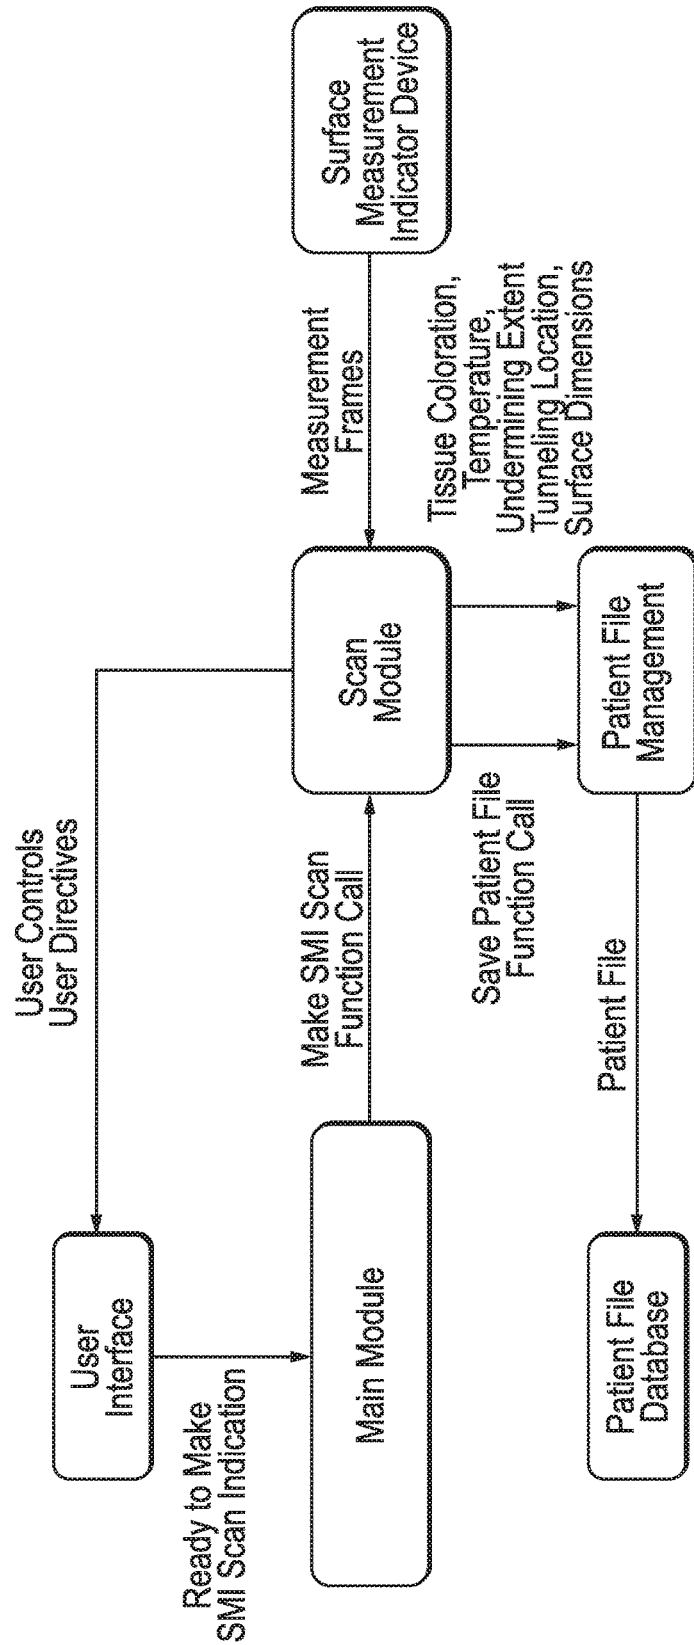 User Controls
User Directives
User
Interface
Ready to Make
SMI Scan Indication
Main Module
Make SMI Scan
Function Call
Scan
Module
Measurement
Frames
Surface
Measurement
Indicator Device
Save Patient File
Function Call
Tissue Coloration,
Temperature,
Undermining Extent
Tunneling Location,
Surface Dimensions
Patient File
Database
Patient File
Patient File
Management